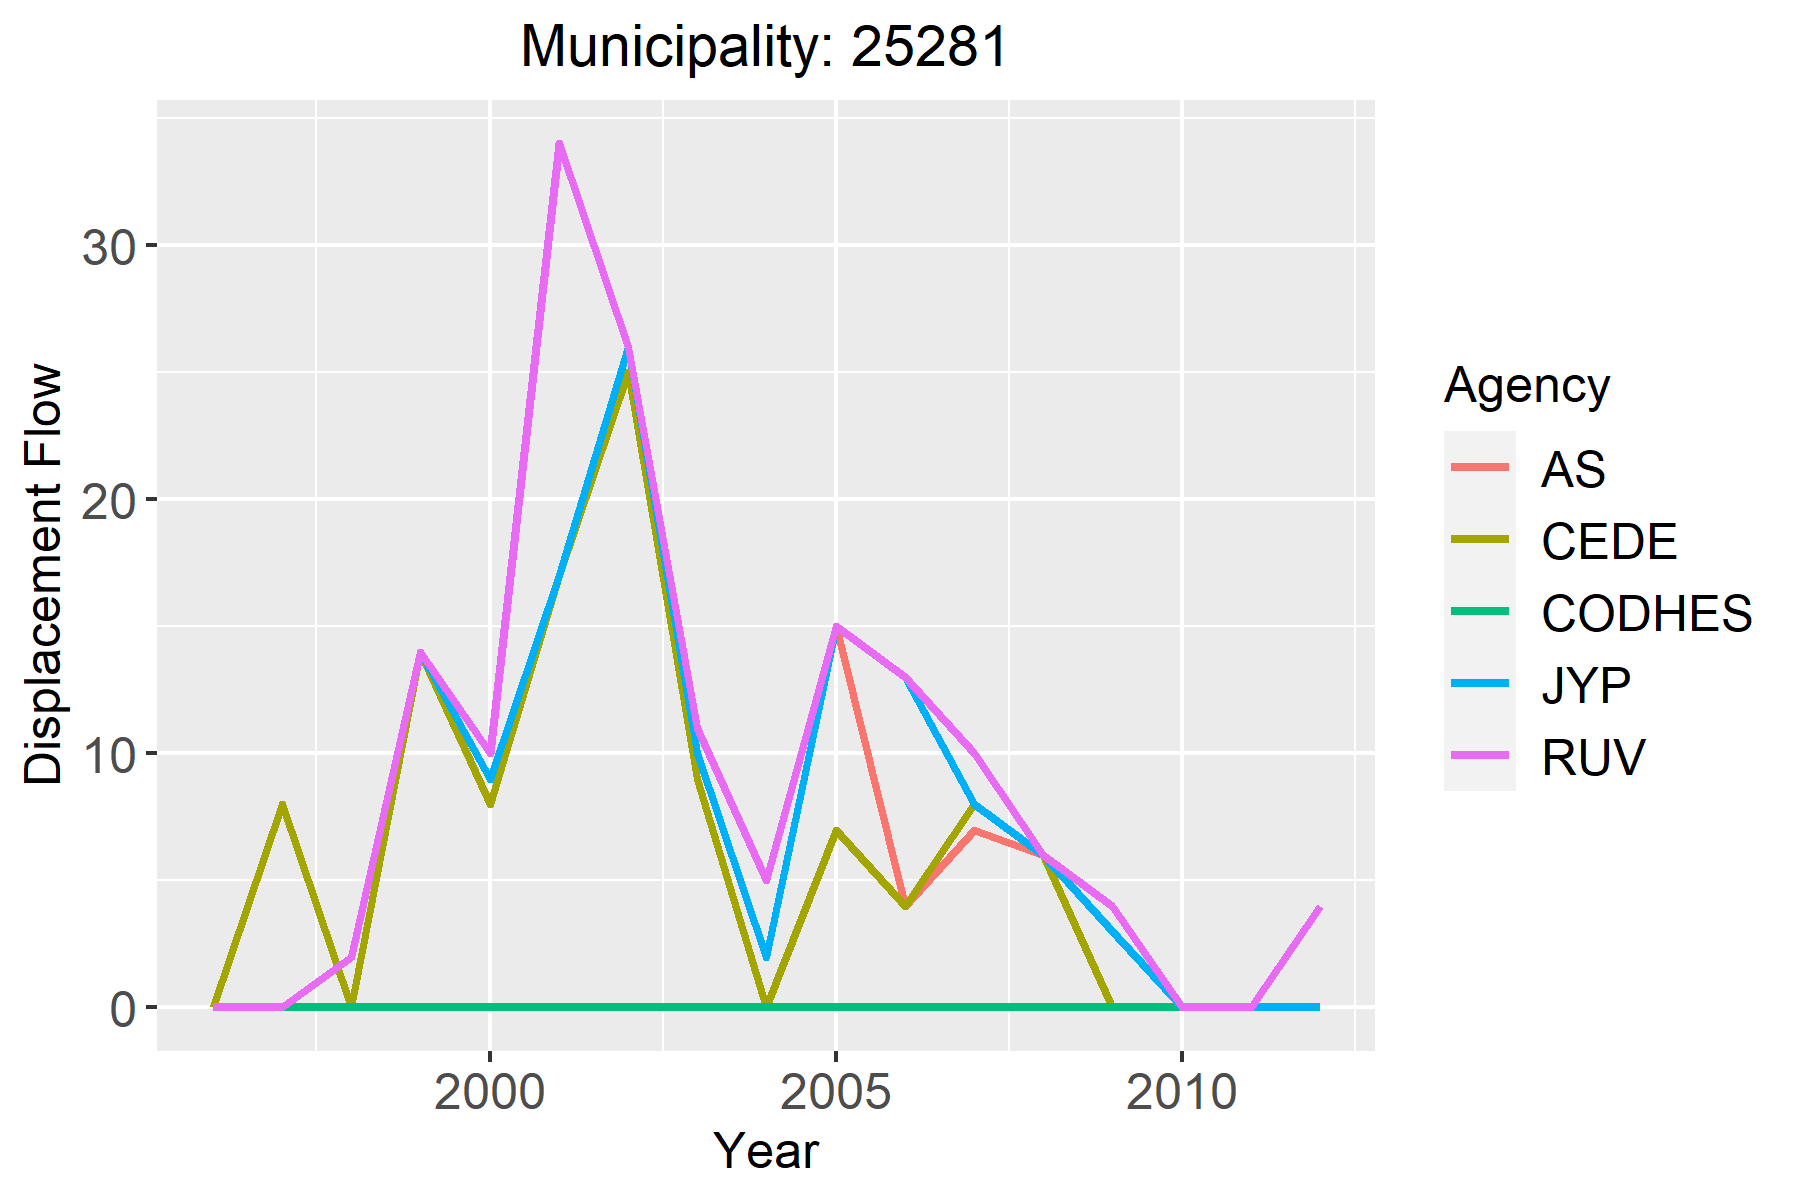 Municipality: 25281
Displacement Flow
30
20
10
0
2000 2005 2010
Year
Agency
AS
CEDE
CODHES
JYP
RUV